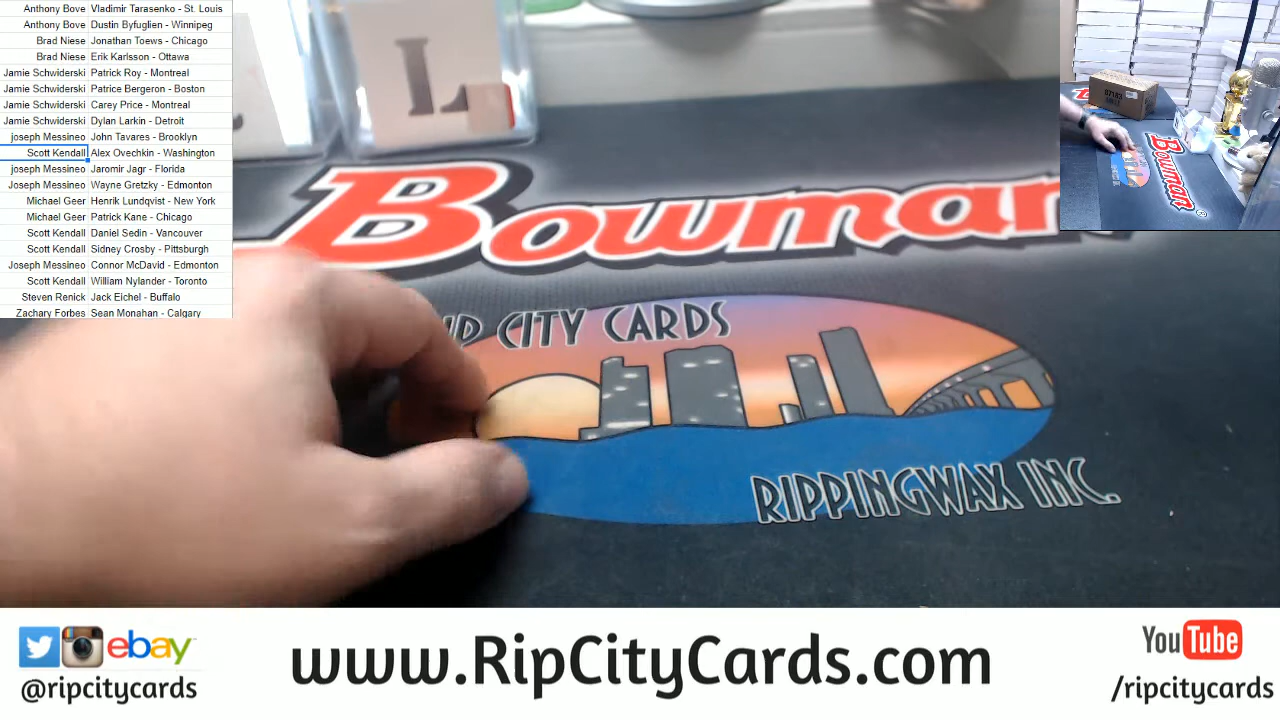 Anthony Bove Vladimir Tarasenko - St. Louis
Anthony Bove Dustin Byfuglien - Winnipeg
Brad Niese Jonathan Toews - Chicago
Brad Niese Erik Karlsson - Ottawa
Jamie Schwiderski Patrick Roy - Montreal
Jamie Schwiderski Patrice Bergeron - Boston
Jamie Schwiderski Carey Price - Montreal
Jamie Schwiderski Dylan Larkin - Detroit
joseph Messineo John Tavares - Brooklyn
Scott Kendall Alex Ovechkin - Washington
joseph Messineo Jaromir Jagr - Florida
Joseph Messineo Wayne Gretzky - Edmonton
Michael Geer Henrik Lundqvist - New York
Michael Geer Patrick Kane - Chicago
Scott Kendall Daniel Sedin - Vancouver
Scott Kendall Sidney Crosby - Pittsburgh
Joseph Messineo Connor McDavid - Edmonton
Scott Kendall William Nylander - Toronto
Steven Renick Jack Eichel - Buffalo
Zachary Forbes Sean Monahan - Calgary
L
Bowman
Bowman®
CITY CARDS
RIPPINGWAX INC.
ebay
@ripcitycards
www.RipCityCards.com
YouTube
/ripcitycards